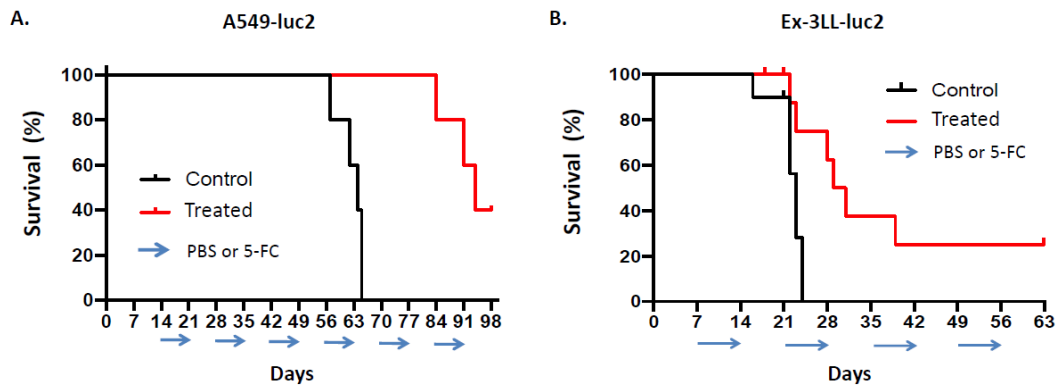 A.
A549-luc2
Survival (%)
100
80
60
40
20
0
Control
Treated
PBS or 5-FC
0 7 14 21 28 35 42 49 56 63 70 77 84 91 98
Days
B.
Ex-3LL-luc2
Survival (%)
100
80
60
40
20
0
Control
Treated
PBS or 5-FC
0 7 14 21 28 35 42 49 56 63
Days